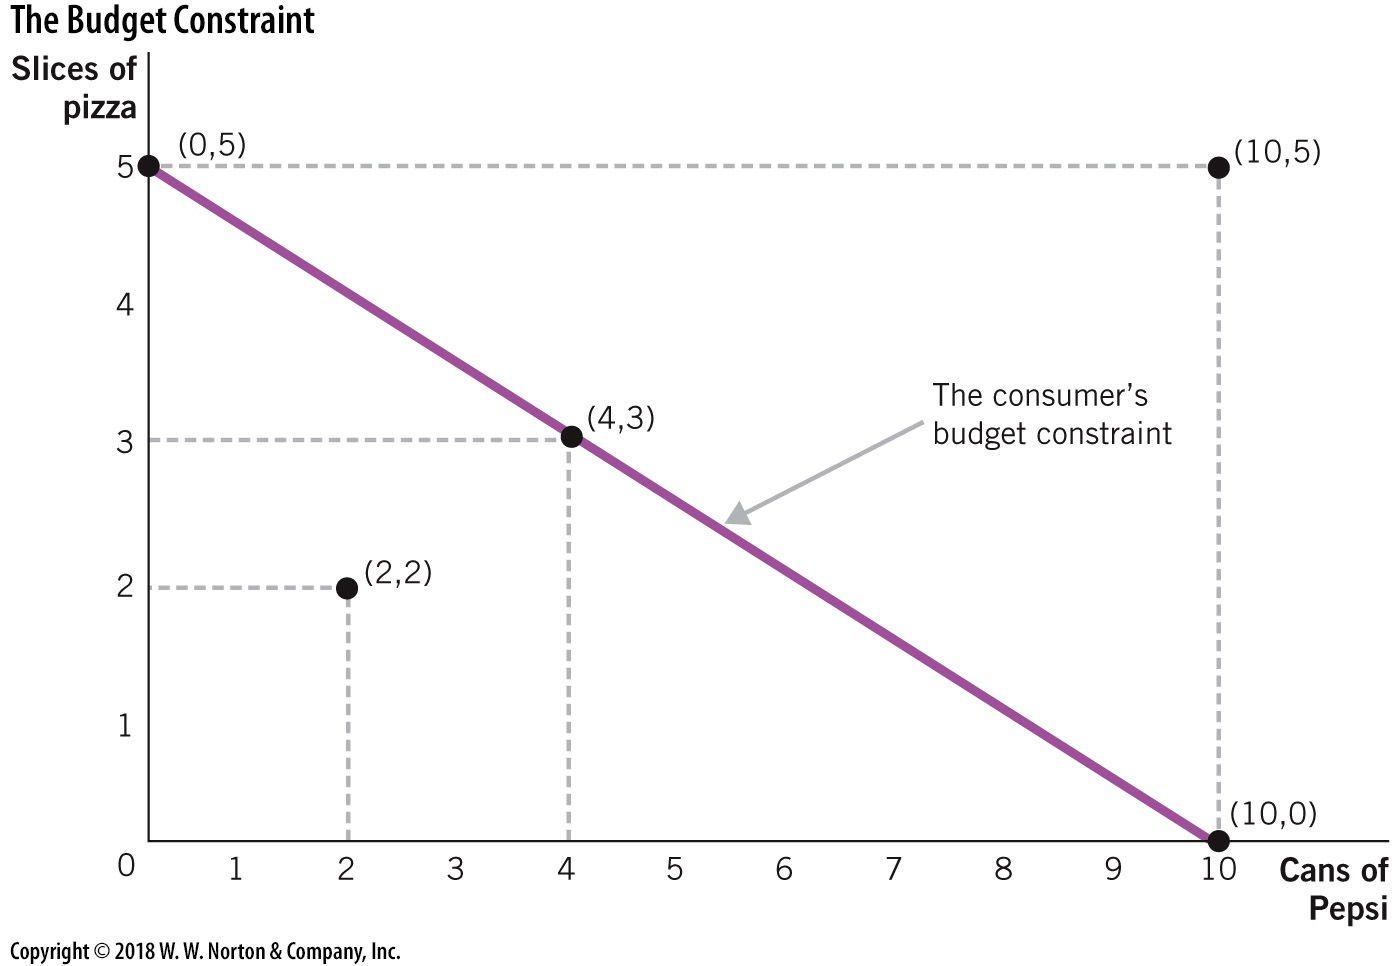 The Budget Constraint
Slices of
pizza
(0,5)
(10,5)
5
4
The consumer's
budget constraint
(4,3)
3
(2,2)
2
1
(10,0)
0 1 2 3 4 5 6 7 8 9 10 Cans of
Pepsi
Copyright © 2018 W. W. Norton & Company, Inc.